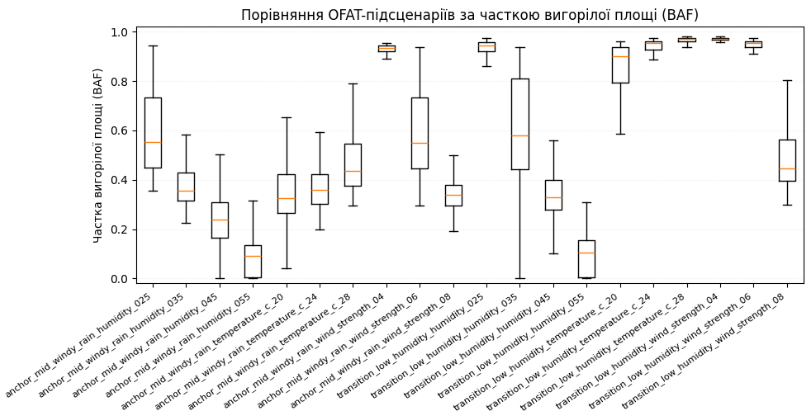 Порівняння OFAT-підсценаріїв за часткою вигорілої площі (BAF)
Частка вигорілої площі (BAF)
1.0
0.8
0.6
0.4
0.2
0.0
anchor_mid_windy_rain_humidity_025
anchor_mid_windy_rain_humidity_035
anchor_mid_windy_rain_humidity_045
anchor_mid_windy_rain_humidity_055
anchor_mid_windy_rain_temperature_c_20
anchor_mid_windy_rain_temperature_c_24
anchor_mid_windy_rain_temperature_c_28
anchor_mid_windy_rain_wind_strength_04
anchor_mid_windy_rain_wind_strength_06
anchor_mid_windy_rain_wind_strength_08
transition_low_humidity_humidity_025
transition_low_humidity_humidity_035
transition_low_humidity_humidity_045
transition_low_humidity_humidity_055
transition_low_humidity_temperature_c_20
transition_low_humidity_temperature_c_24
transition_low_humidity_temperature_c_28
transition_low_humidity_wind_strength_04
transition_low_humidity_wind_strength_06
transition_low_humidity_wind_strength_08